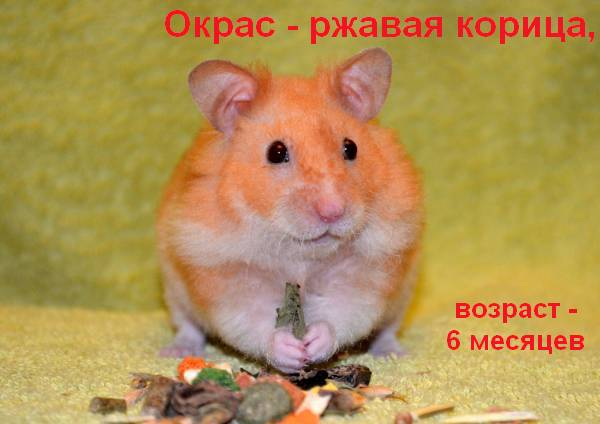 Окрас - ржавая корица,
возраст -
6 месяцев